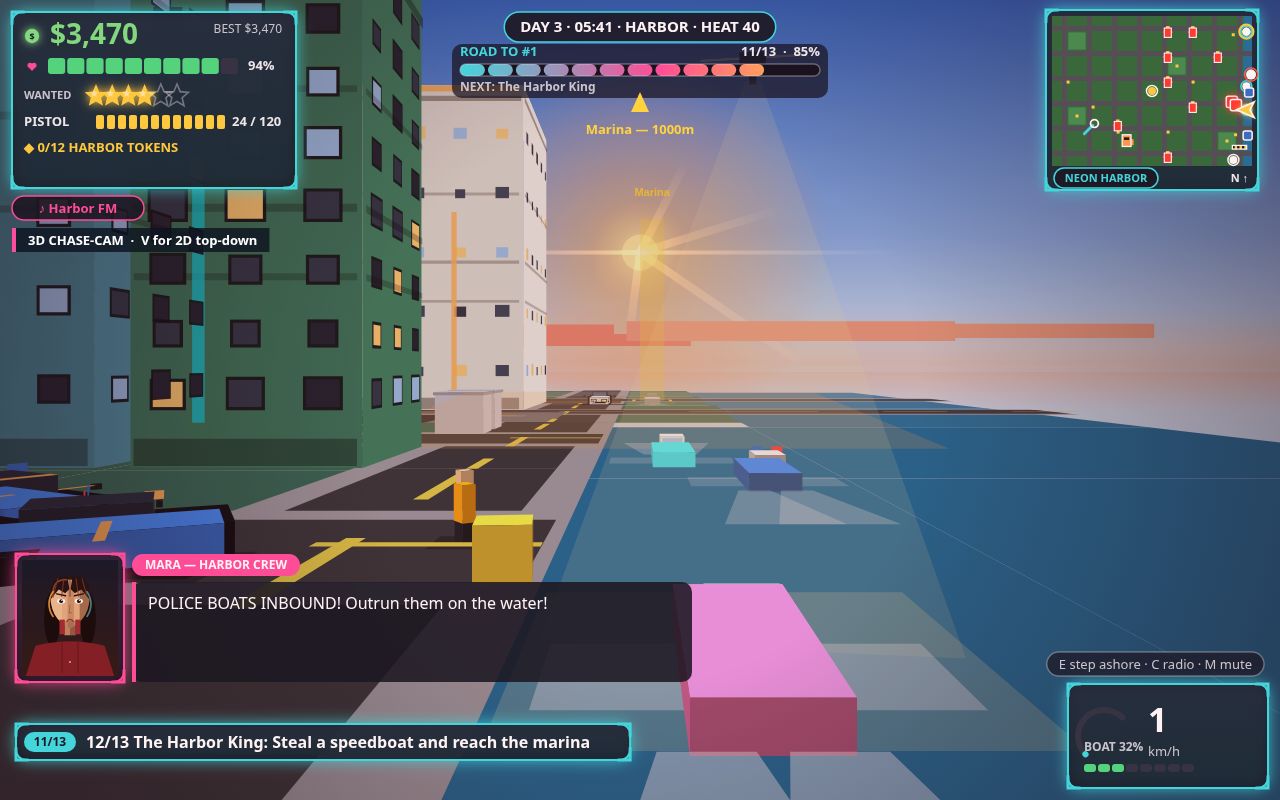 $ $3,470 BEST $3,470
94%
WANTED
PISTOL 24 / 120
◆ 0/12 HARBOR TOKENS
♪ Harbor FM
3D CHASE-CAM · V for 2D top-down
DAY 3 · 05:41 · HARBOR · HEAT 40
ROAD TO #1 11/13 · 85%
NEXT: The Harbor King
Marina — 1000m
Marina
NEON HARBOR N ↑
MARA — HARBOR CREW
POLICE BOATS INBOUND! Outrun them on the water!
11/13 12/13 The Harbor King: Steal a speedboat and reach the marina
E step ashore · C radio · M mute
1
BOAT 32% km/h